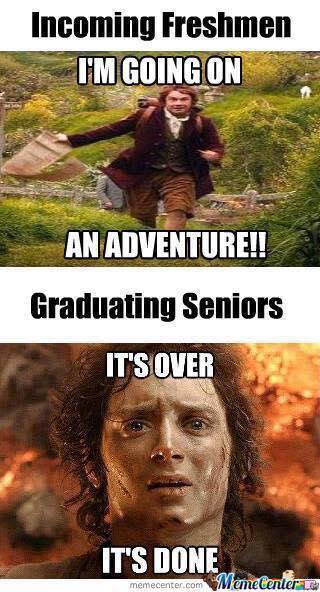 Incoming Freshmen
I'M GOING ON
AN ADVENTURE!!
Graduating Seniors
IT'S OVER
IT'S DONE
memecenter.com MemeCenter